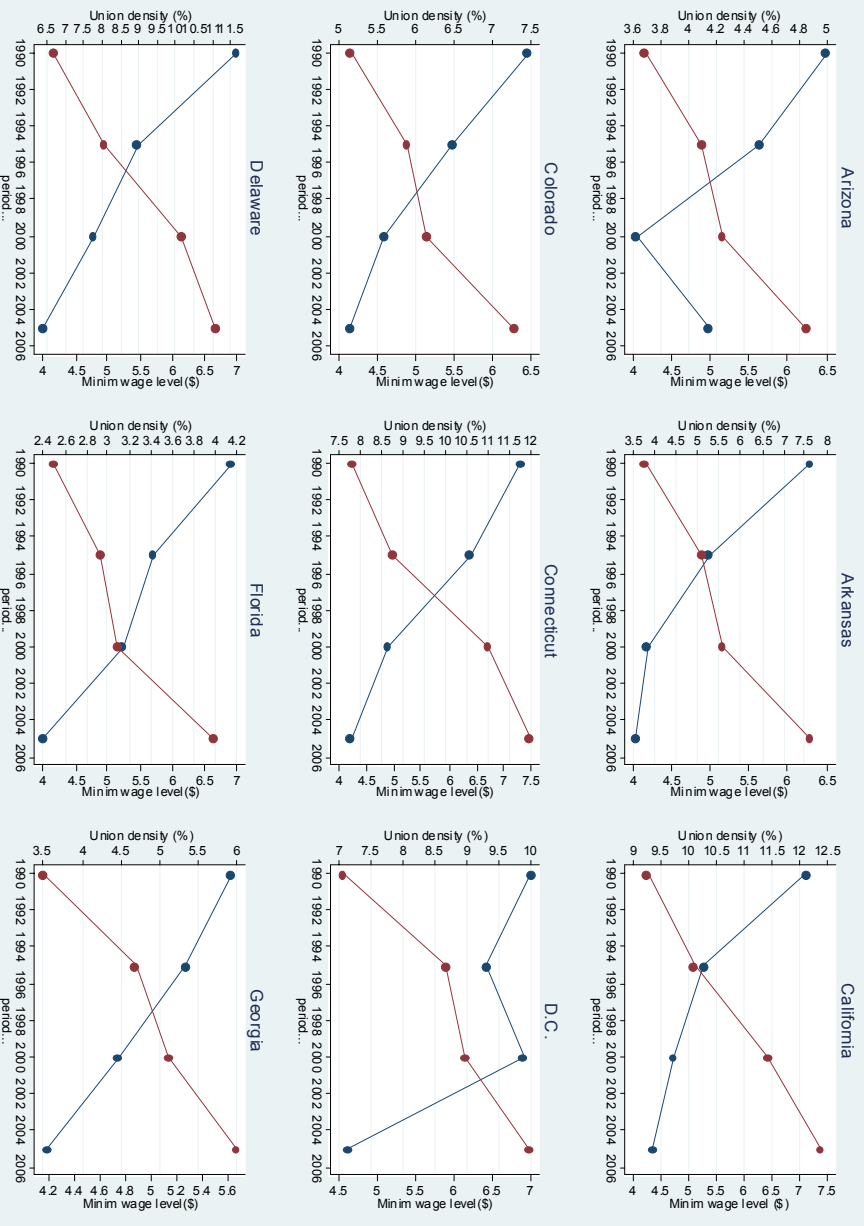 Arizona
Union density (%)
3.6 3.8 4 4.2 4.4 4.6 4.8 5
1990 1992 1994 1996 1998 2000 2002 2004 2006
period...
4 4.5 5 5.5 6 6.5
Minim wage level($)
Arkansas
Union density (%)
3.5 4 4.5 5 5.5 6 6.5 7 7.5 8
1990 1992 1994 1996 1998 2000 2002 2004 2006
period...
4 4.5 5 5.5 6 6.5
Minim wage level($)
California
Union density (%)
9 9.5 10 10.5 11 11.5 12 12.5
1990 1992 1994 1996 1998 2000 2002 2004 2006
period...
4 4.5 5 5.5 6 6.5 7 7.5
Minim wage level($)
Colorado
Union density (%)
5 5.5 6 6.5 7 7.5
1990 1992 1994 1996 1998 2000 2002 2004 2006
period...
4 4.5 5 5.5 6 6.5
Minim wage level($)
Connecticut
Union density (%)
7.5 8 8.5 9 9.5 10 10.5 11 11.5 12
1990 1992 1994 1996 1998 2000 2002 2004 2006
period...
4 4.5 5 5.5 6 6.5 7 7.5
Minim wage level($)
D.C.
Union density (%)
7 7.5 8 8.5 9 9.5 10
1990 1992 1994 1996 1998 2000 2002 2004 2006
period...
4.5 5 5.5 6 6.5 7
Minim wage level($)
Delaware
Union density (%)
6.5 7 7.5 8 8.5 9 9.5 10 10.5 11 11.5
1990 1992 1994 1996 1998 2000 2002 2004 2006
period...
4 4.5 5 5.5 6 6.5 7
Minim wage level($)
Florida
Union density (%)
2.4 2.6 2.8 3 3.2 3.4 3.6 3.8 4 4.2
1990 1992 1994 1996 1998 2000 2002 2004 2006
period...
4 4.5 5 5.5 6 6.5 7
Minim wage level($)
Georgia
Union density (%)
3.5 4 4.5 5 5.5 6
1990 1992 1994 1996 1998 2000 2002 2004 2006
period...
4.2 4.4 4.6 4.8 5 5.2 5.4 5.6
Minim wage level($)